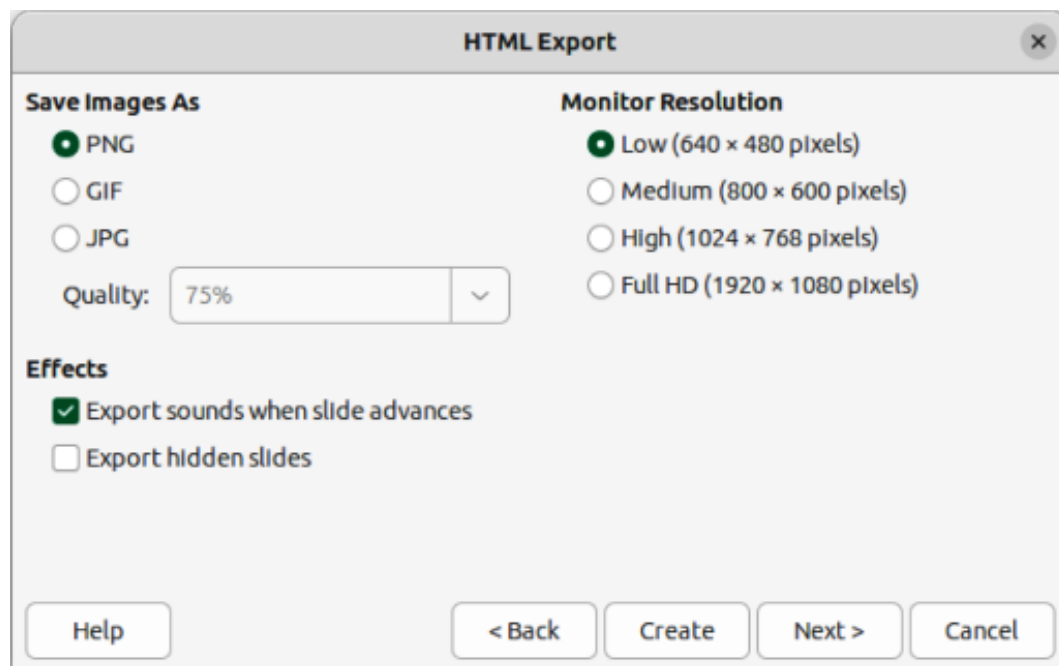 HTML Export
Save Images As
PNG
GIF
JPG
Quality: 75%
Monitor Resolution
Low (640 × 480 pixels)
Medium (800 × 600 pixels)
High (1024 × 768 pixels)
Full HD (1920 × 1080 pixels)
Effects
Export sounds when slide advances
Export hidden slides
Help < Back Create Next > Cancel